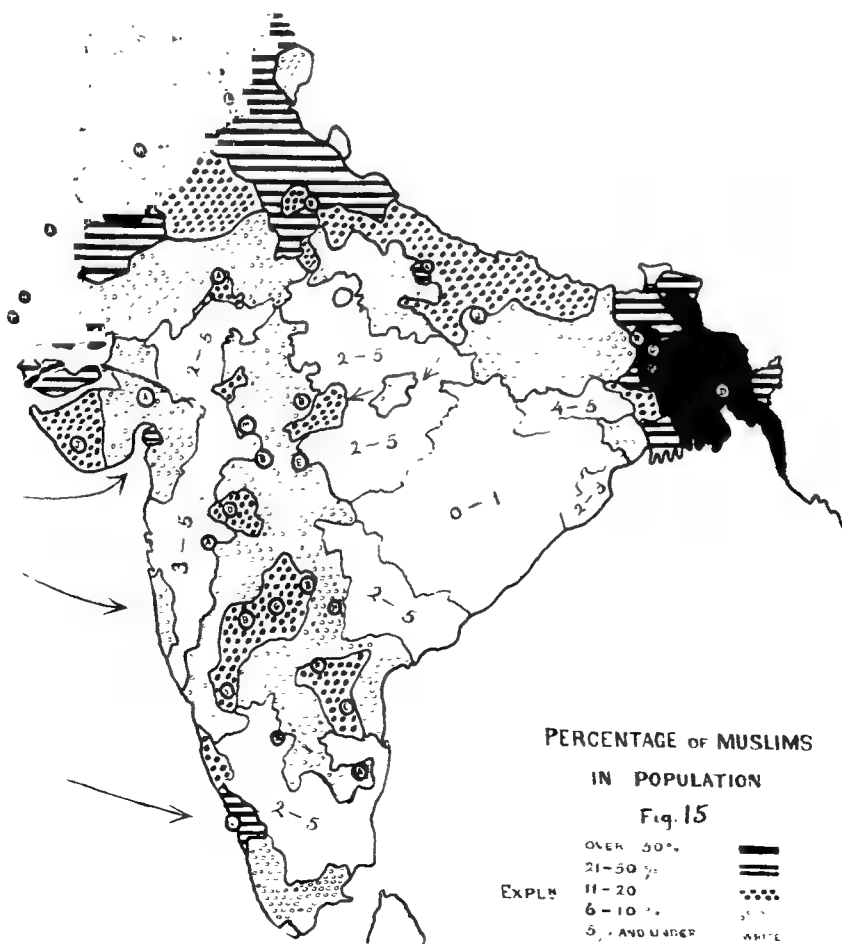 2-5
2-5
2-5
4-5
0-1
2-3
3-5
2-5
2-5
PERCENTAGE OF MUSLIMS
IN POPULATION
Fig. 15
OVER 50%
21-50%
EXPLN 11-20
6-10%
5% AND UNDER WHITE